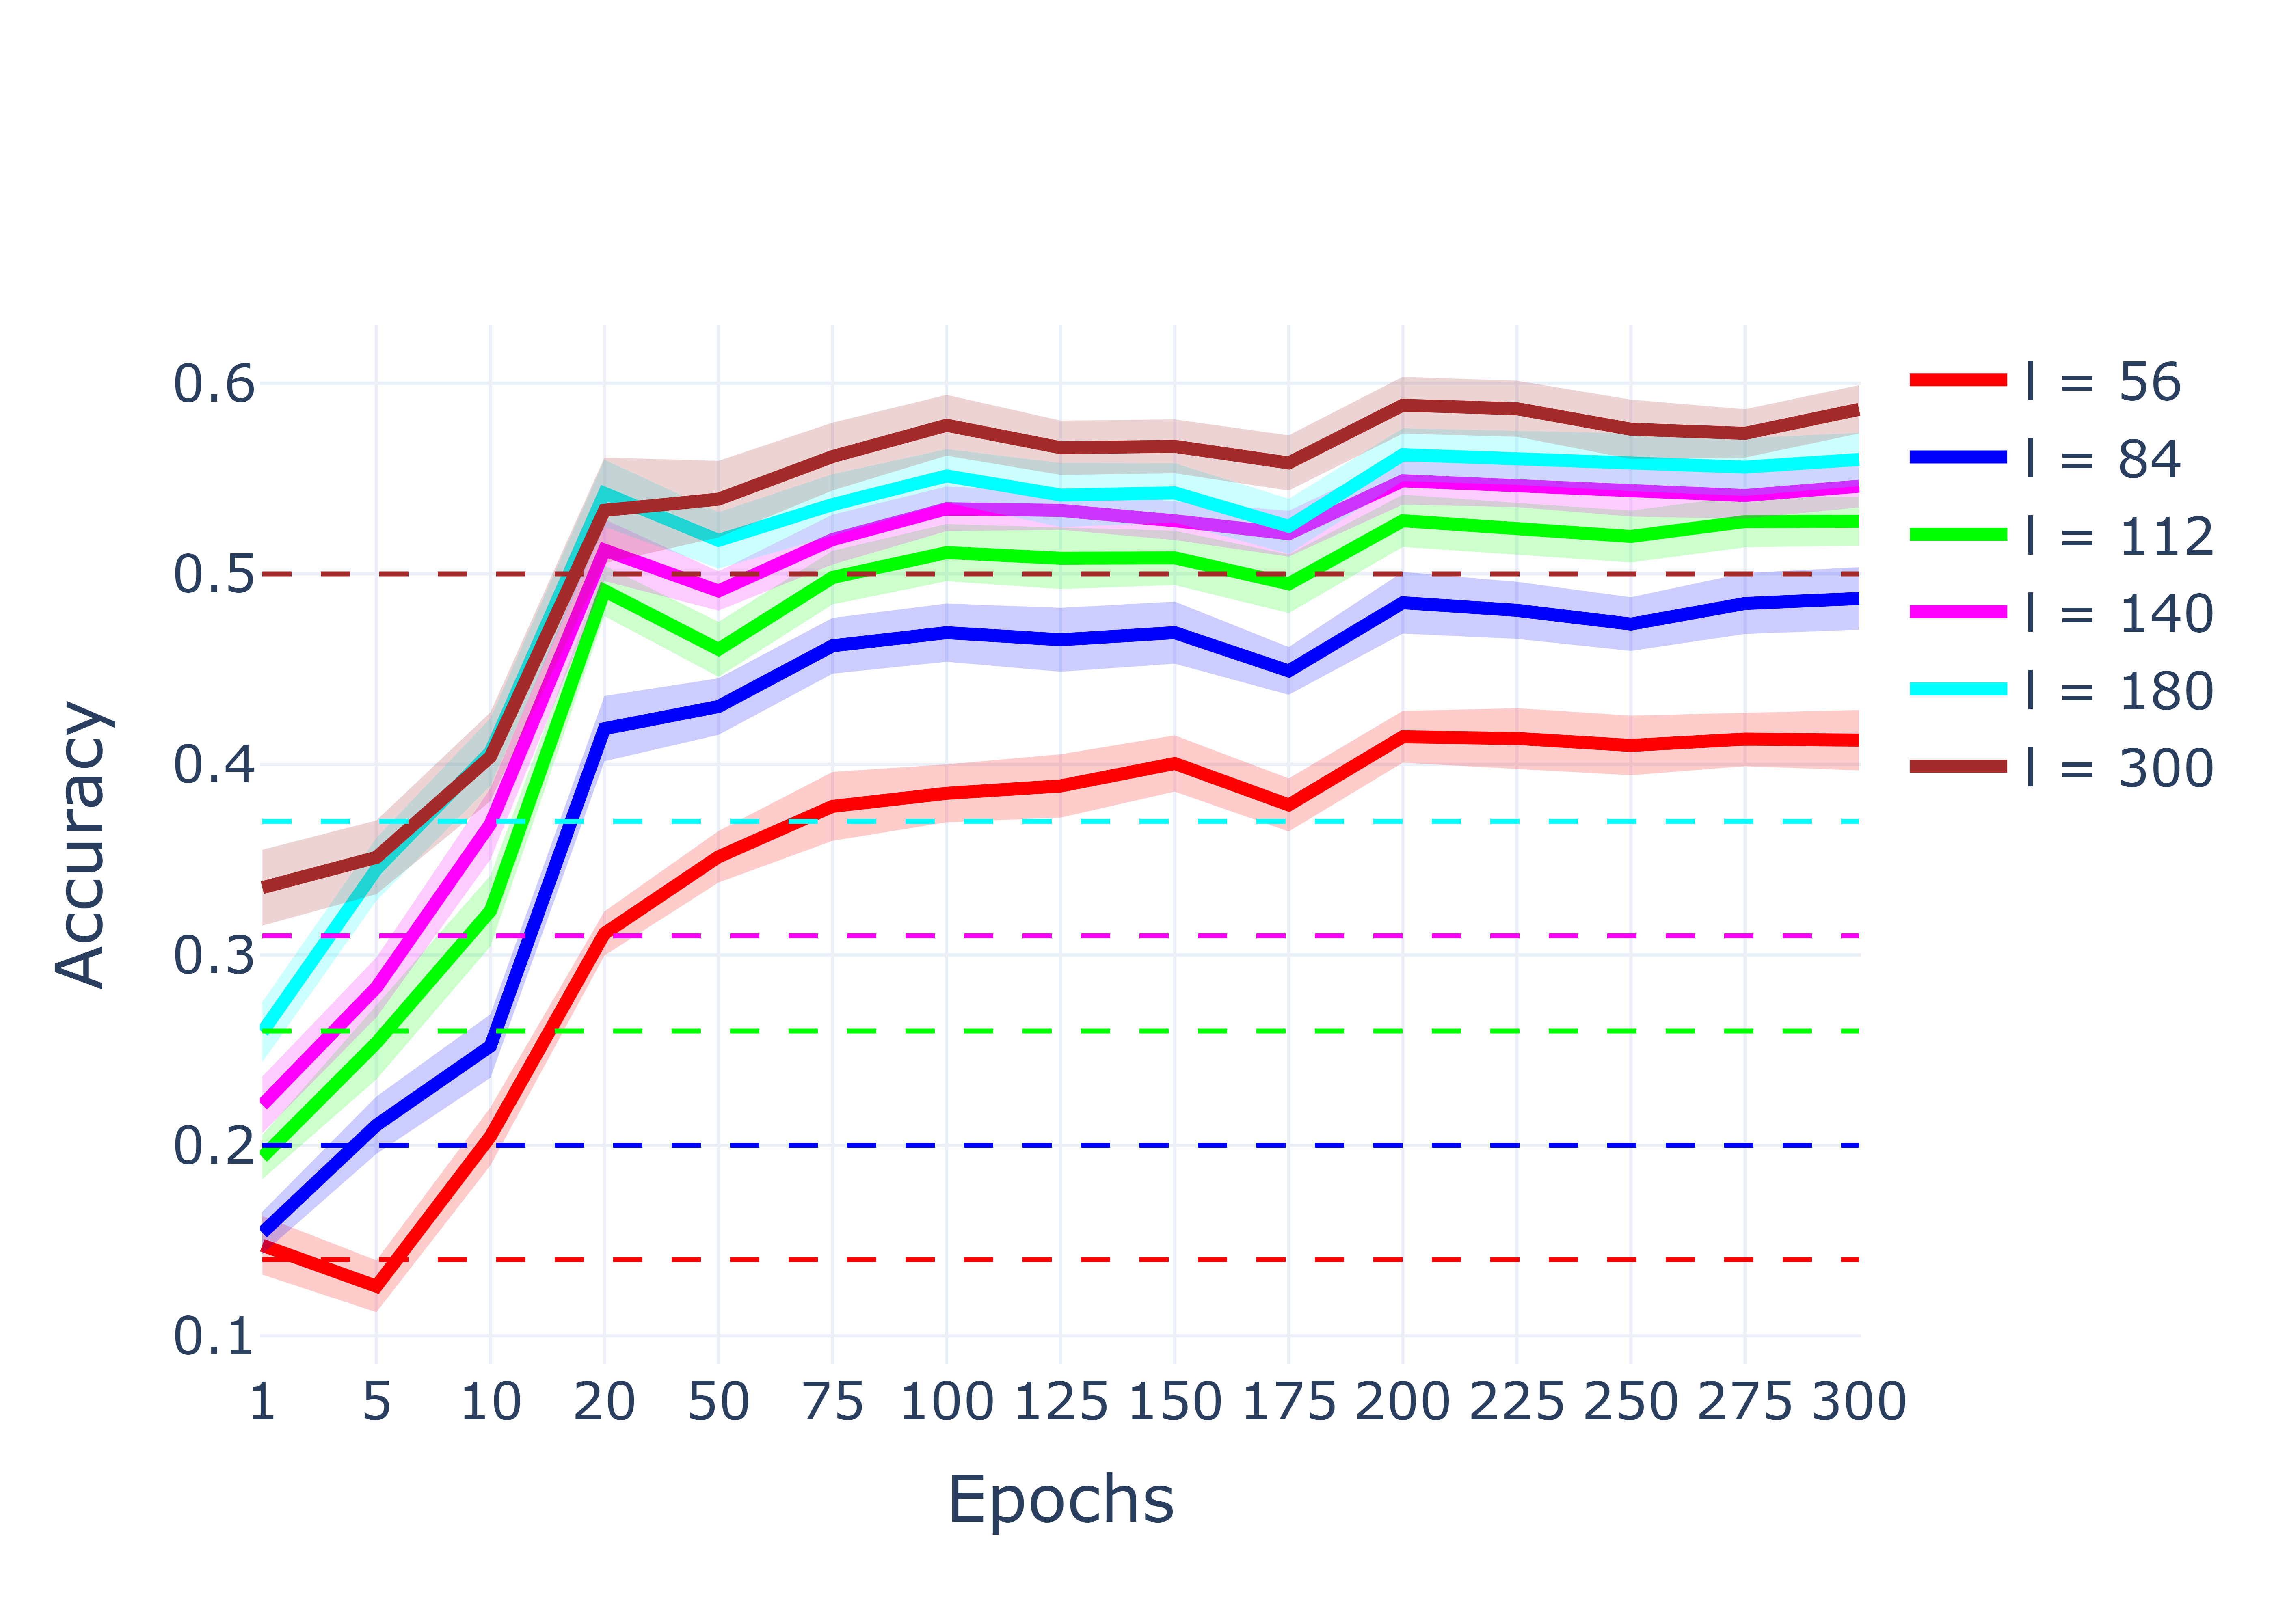 Accuracy
0.6
0.5
0.4
0.3
0.2
0.1
1 5 10 20 50 75 100 125 150 175 200 225 250 275 300
Epochs
l = 56
l = 84
l = 112
l = 140
l = 180
l = 300